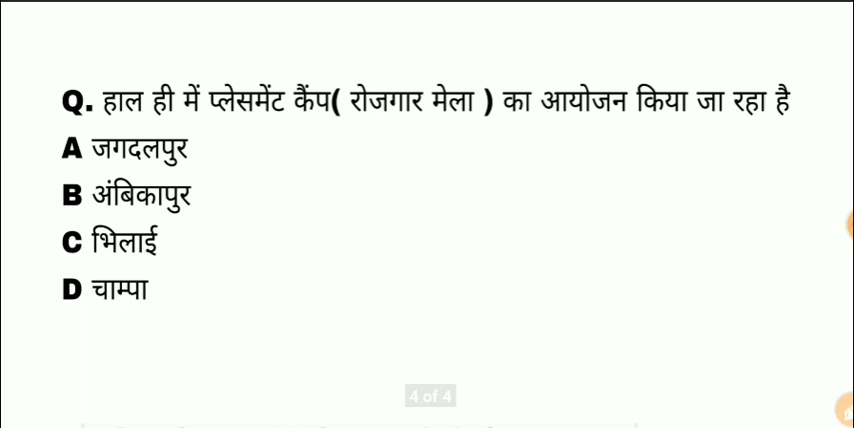 Q. हाल ही में प्लेसमेंट कैंप( रोजगार मेला ) का आयोजन किया जा रहा है
A जगदलपुर
B अंबिकापुर
C भिलाई
D चाम्पा
4 of 4